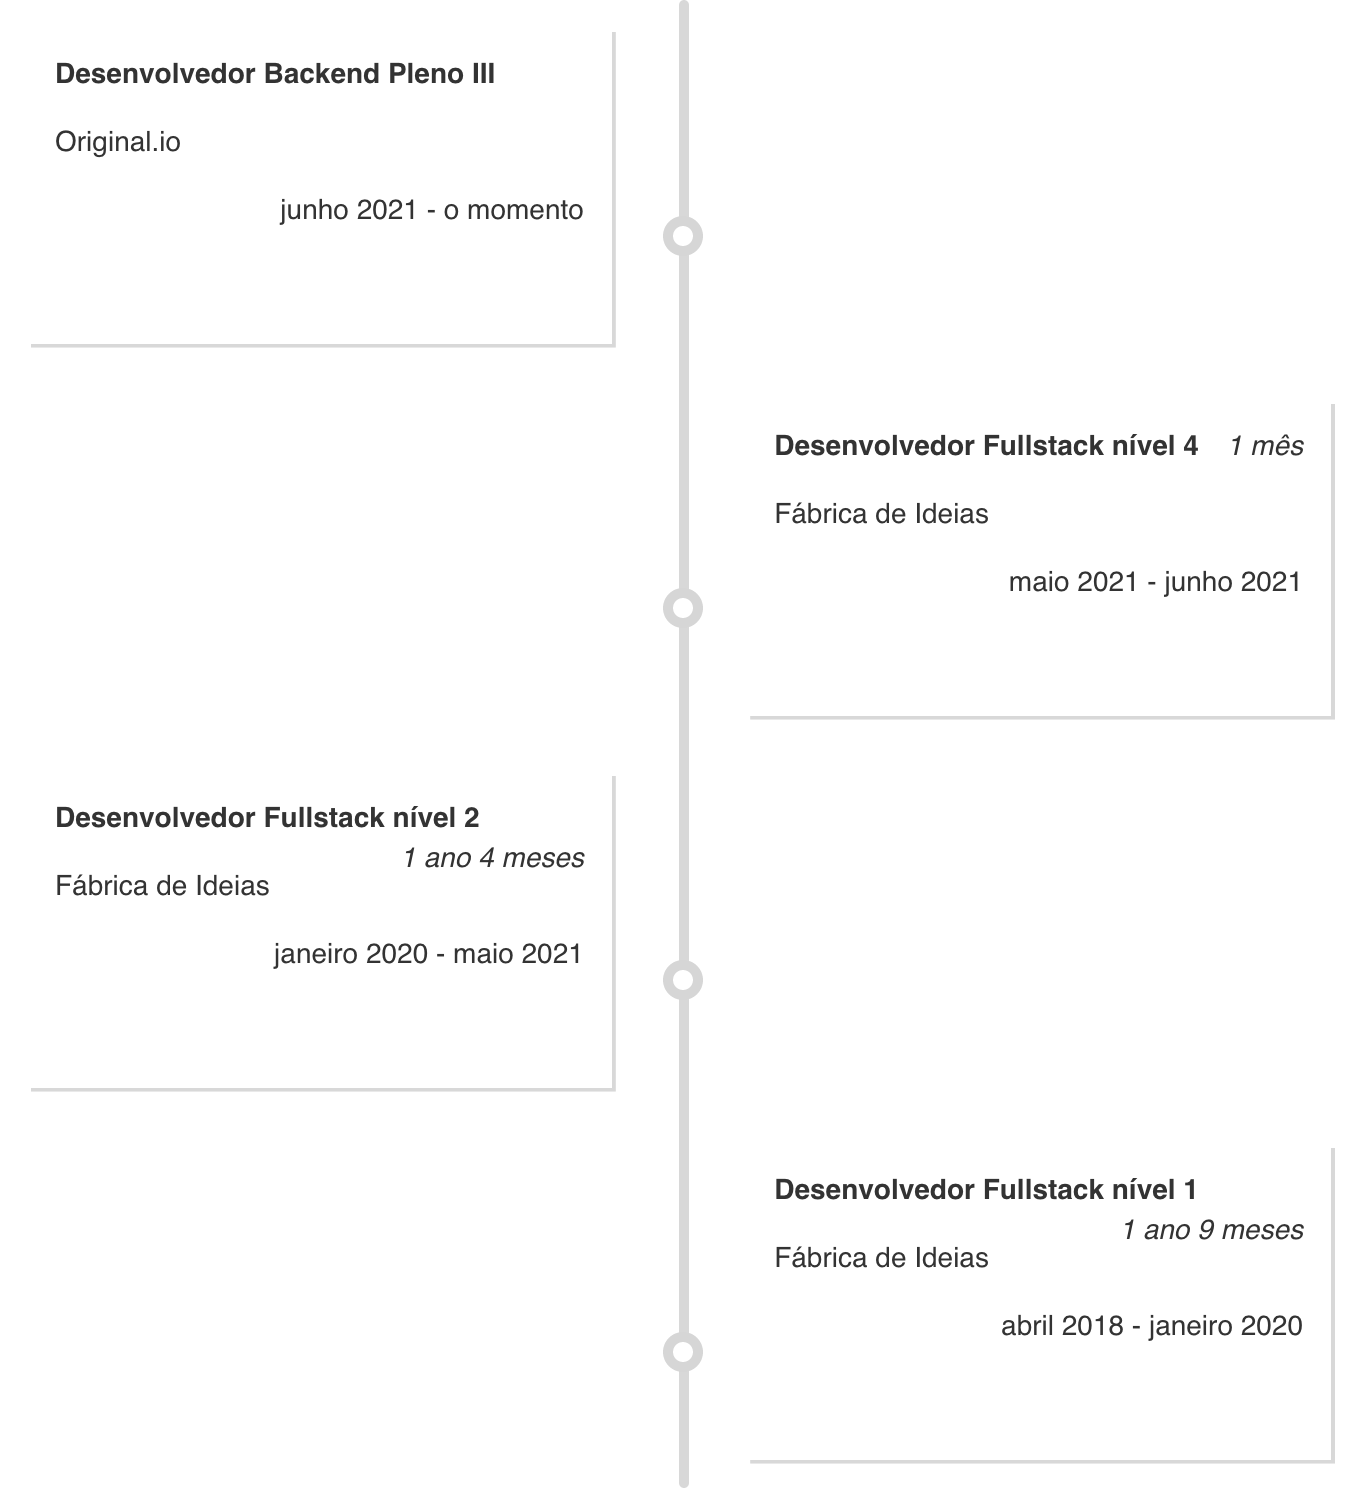 Desenvolvedor Backend Pleno III
Original.io
junho 2021 - o momento
Desenvolvedor Fullstack nível 4 1 mês
Fábrica de Ideias
maio 2021 - junho 2021
Desenvolvedor Fullstack nível 2
1 ano 4 meses
Fábrica de Ideias
janeiro 2020 - maio 2021
Desenvolvedor Fullstack nível 1
1 ano 9 meses
Fábrica de Ideias
abril 2018 - janeiro 2020